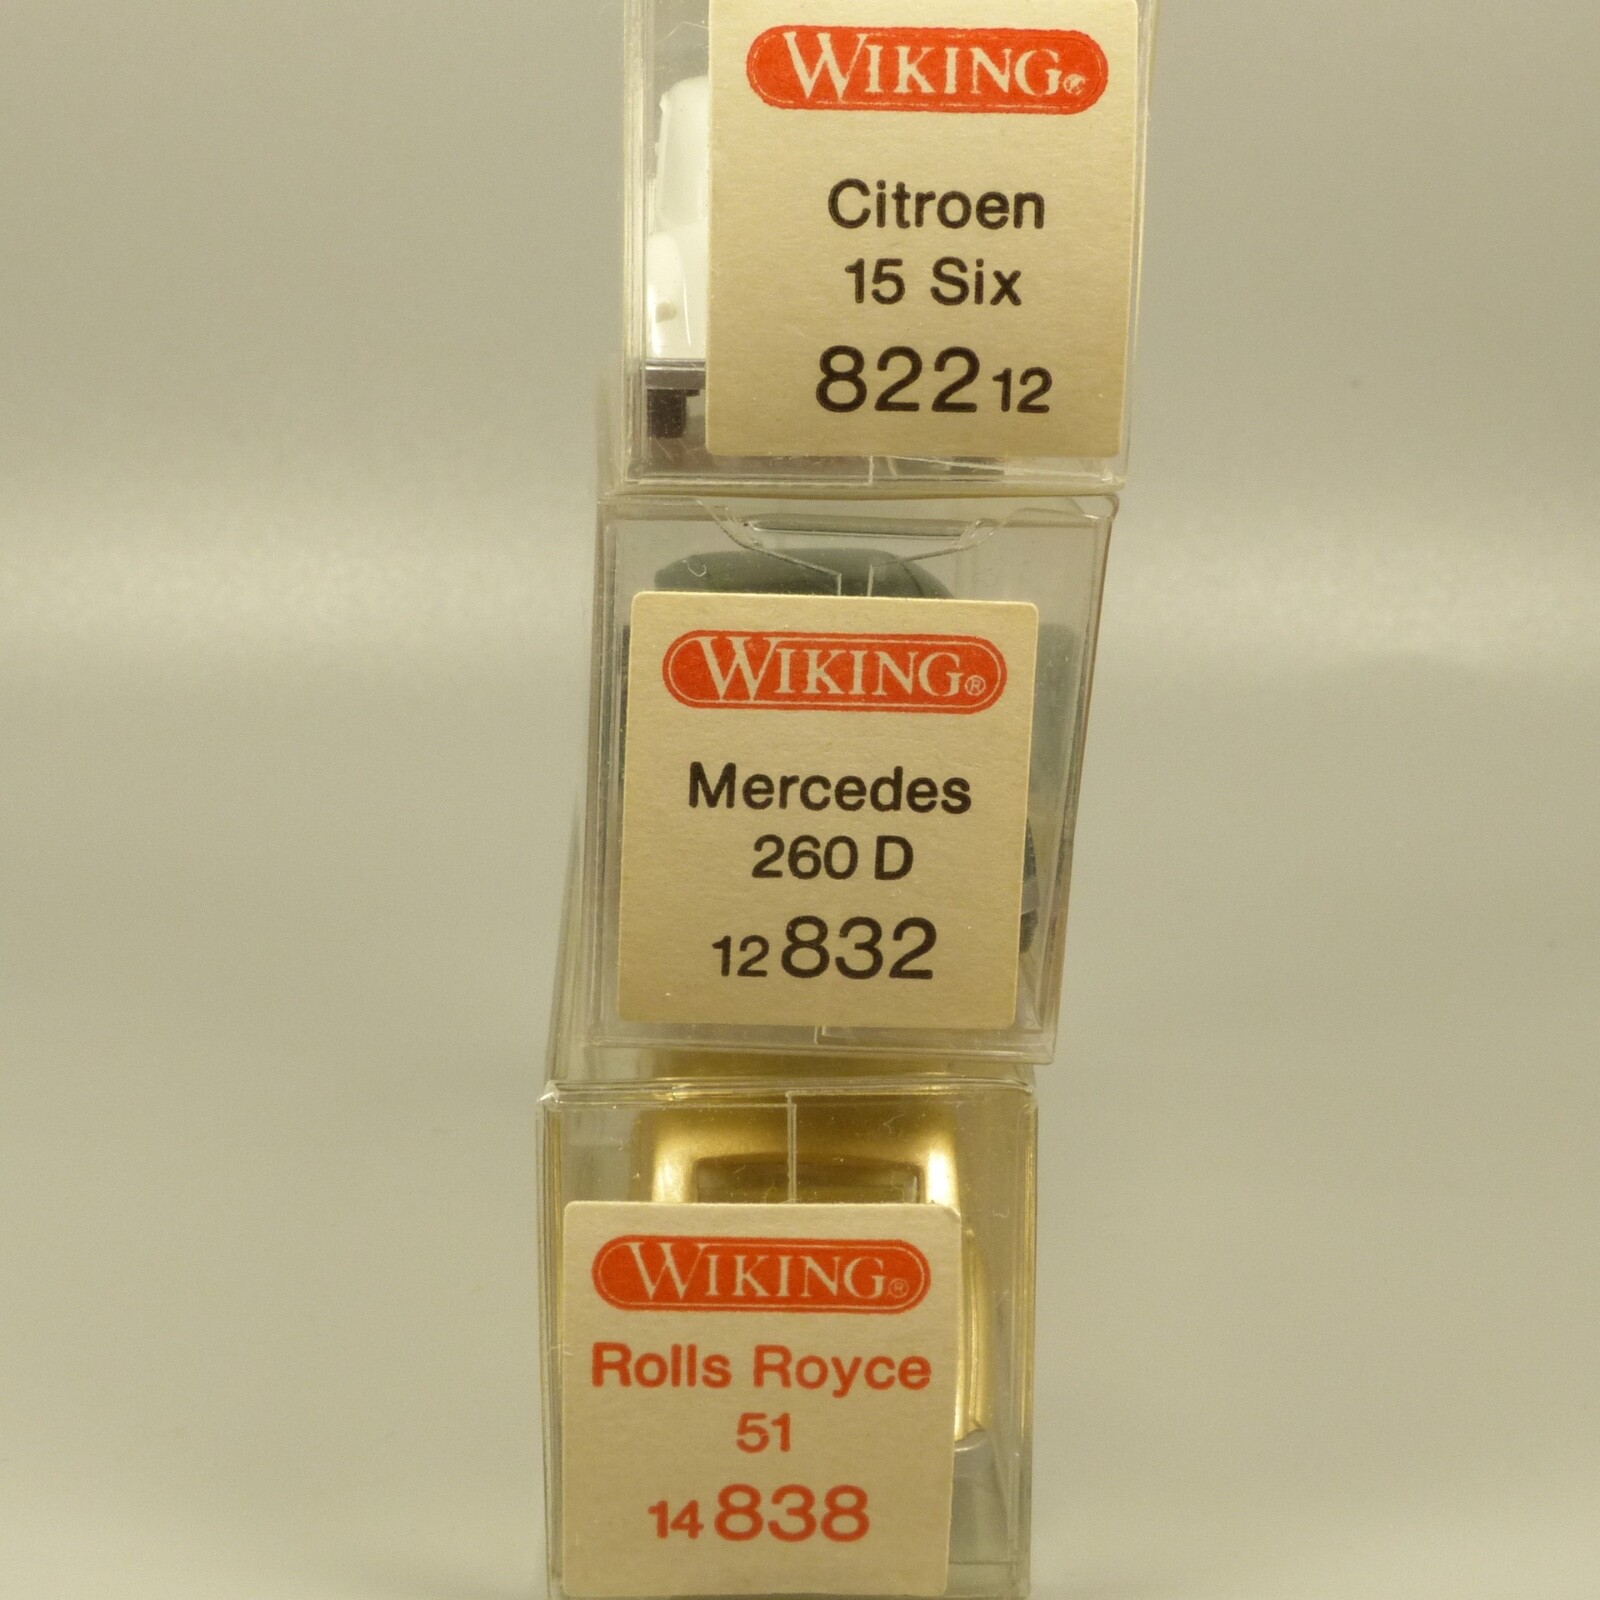 WIKING®
Citroen
15 Six
822 12
WIKING®
Mercedes
260 D
12 832
WIKING®
Rolls Royce
51
14 838